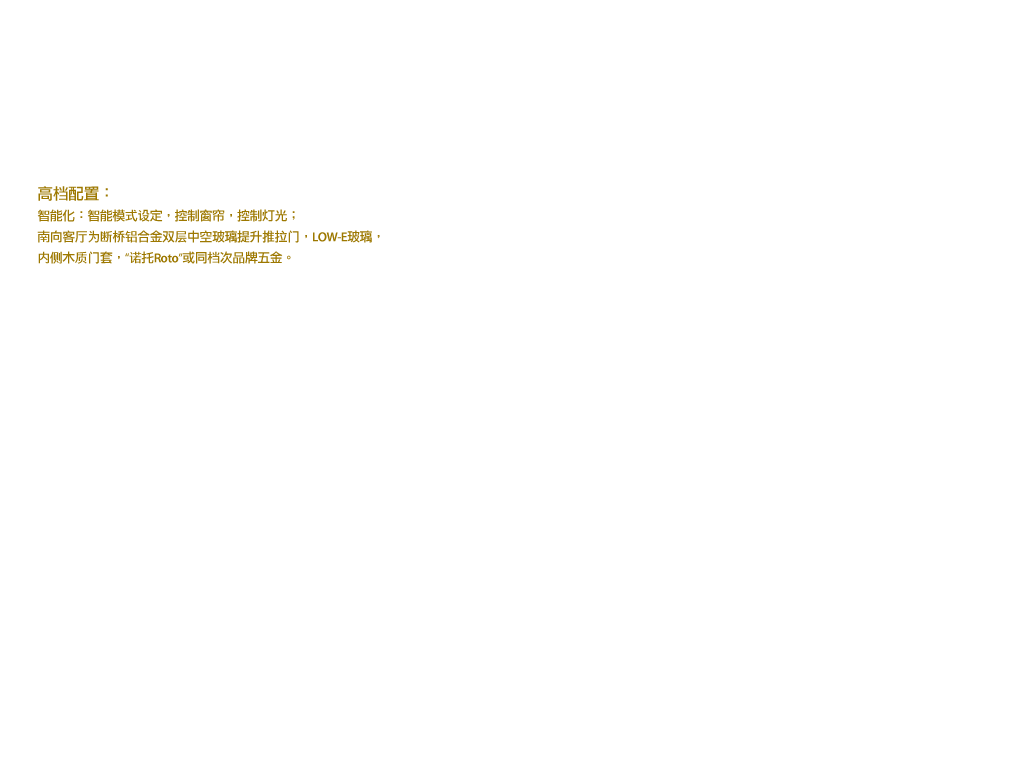 高档配置：
智能化：智能模式设定，控制窗帘，控制灯光；
南向客厅为断桥铝合金双层中空玻璃提升推拉门，LOW-E玻璃，
内侧木质门套，“诺托Roto”或同档次品牌五金。